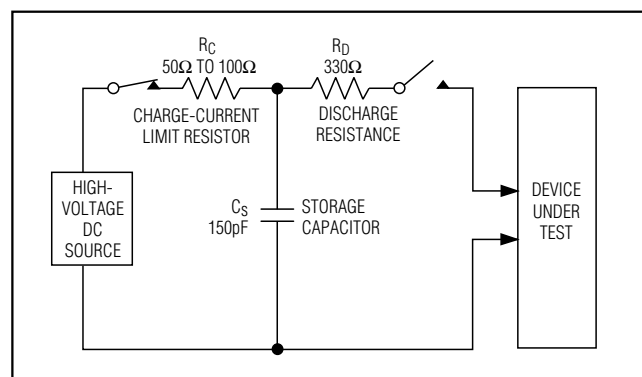 R_C
50Ω TO 100Ω
CHARGE-CURRENT
LIMIT RESISTOR
R_D
330Ω
DISCHARGE
RESISTANCE
HIGH-
VOLTAGE
DC
SOURCE
C_S
150pF
STORAGE
CAPACITOR
DEVICE
UNDER
TEST